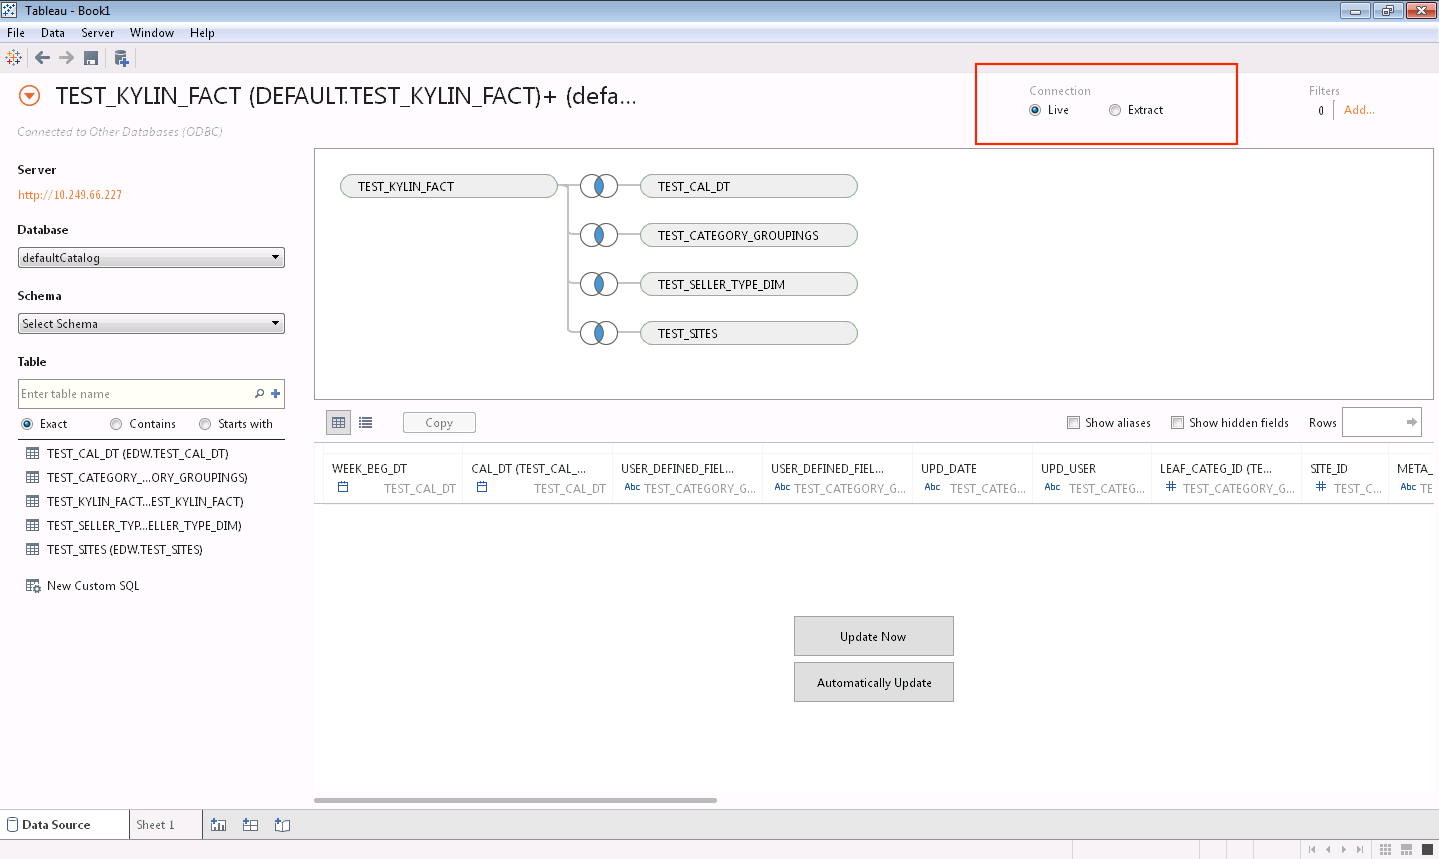 Tableau - Book1
File Data Server Window Help
TEST_KYLIN_FACT (DEFAULT.TEST_KYLIN_FACT)+ (defa...
Connected to Other Databases (ODBC)
Connection
Live Extract
Filters
0 Add...
Server
http://10.249.66.227
Database
defaultCatalog
Schema
Select Schema
Table
Enter table name
Exact Contains Starts with
TEST_CAL_DT (EDW.TEST_CAL_DT)
TEST_CATEGORY_...ORY_GROUPINGS)
TEST_KYLIN_FACT...EST_KYLIN_FACT)
TEST_SELLER_TYP...ELLER_TYPE_DIM)
TEST_SITES (EDW.TEST_SITES)
New Custom SQL
TEST_KYLIN_FACT
TEST_CAL_DT
TEST_CATEGORY_GROUPINGS
TEST_SELLER_TYPE_DIM
TEST_SITES
Copy
Show aliases Show hidden fields Rows
WEEK_BEG_DT CAL_DT (TEST_CAL_... USER_DEFINED_FIEL... USER_DEFINED_FIEL... UPD_DATE UPD_USER LEAF_CATEG_ID (TE... SITE_ID META_
TEST_CAL_DT TEST_CAL_DT Abc TEST_CATEGORY_G... Abc TEST_CATEGORY_G... Abc TEST_CATEG... Abc TEST_CATEG... # TEST_CATEGORY_G... # TEST_C... Abc TE
Update Now
Automatically Update
Data Source Sheet 1